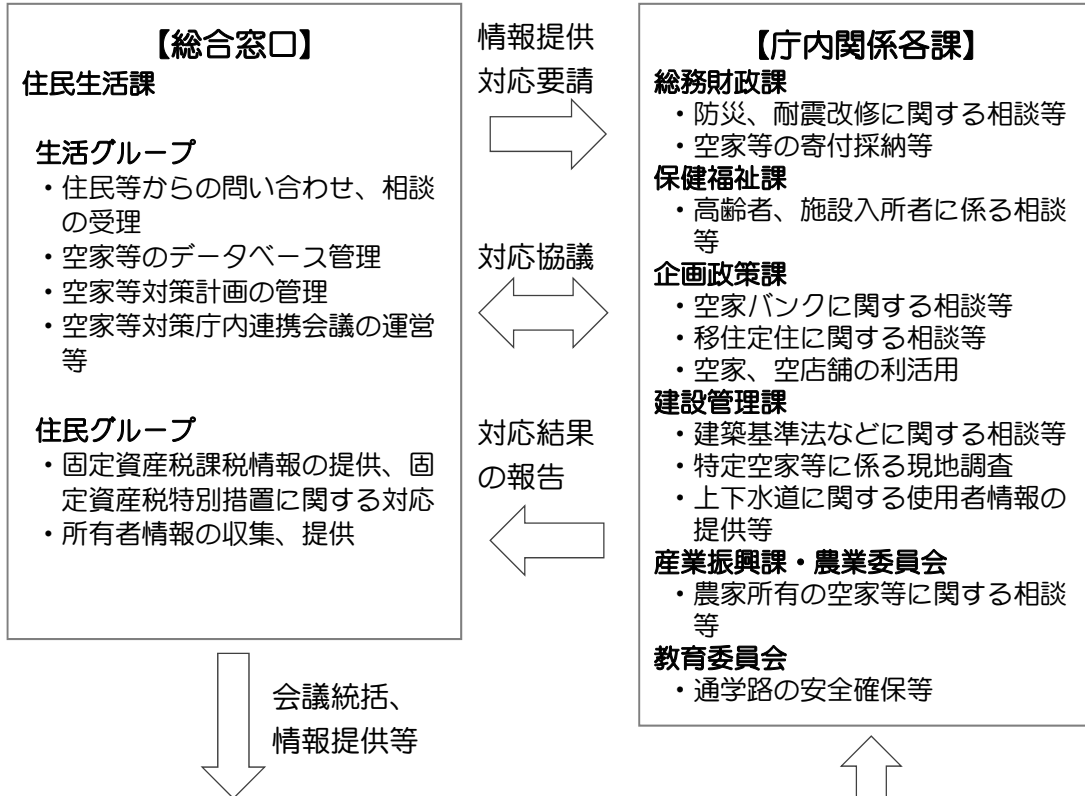 【総合窓口】
住民生活課
生活グループ
・住民等からの問い合わせ、相談
の受理
・空家等のデータベース管理
・空家等対策計画の管理
・空家等対策庁内連携会議の運営
等
住民グループ
・固定資産税課税情報の提供、固
定資産税特別措置に関する対応
・所有者情報の収集、提供
情報提供
対応要請
対応協議
対応結果
の報告
【庁内関係各課】
総務財政課
・防災、耐震改修に関する相談等
・空家等の寄付採納等
保健福祉課
・高齢者、施設入所者に係る相談
等
企画政策課
・空家バンクに関する相談等
・移住定住に関する相談等
・空家、空店舗の利活用
建設管理課
・建築基準法などに関する相談等
・特定空家等に係る現地調査
・上下水道に関する使用者情報の
提供等
産業振興課・農業委員会
・農家所有の空家等に関する相談
等
教育委員会
・通学路の安全確保等
会議統括、
情報提供等